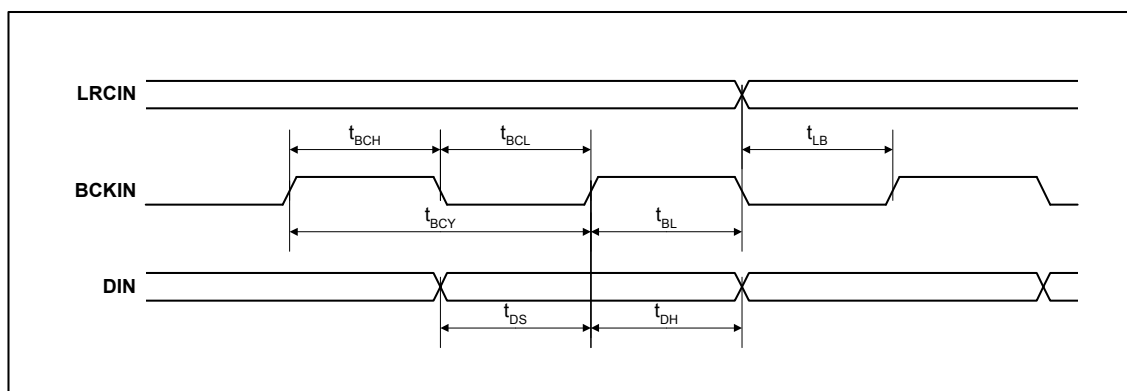 LRCIN
t_BCH t_BCL t_LB
BCKIN
t_BCY t_BL
DIN
t_DS t_DH